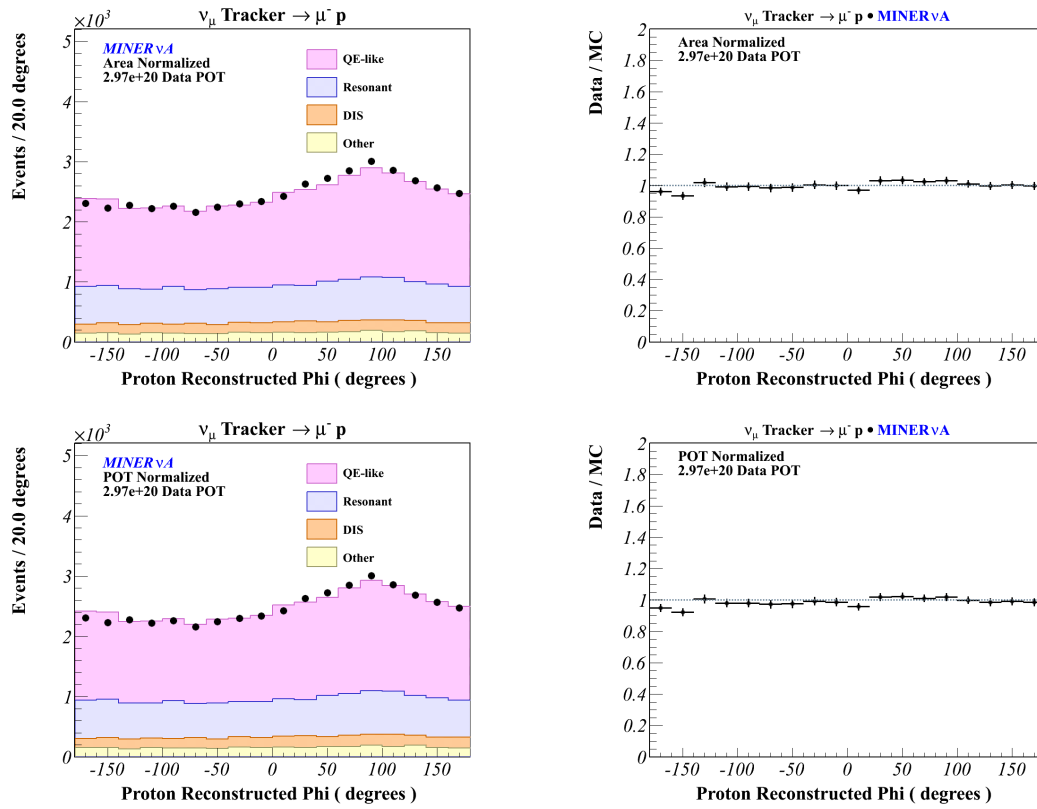 ν_μ Tracker → μ⁻ p
×10³
MINERνA
Area Normalized
2.97e+20 Data POT
QE-like
Resonant
DIS
Other
Events / 20.0 degrees
5
4
3
2
1
0
-150 -100 -50 0 50 100 150
Proton Reconstructed Phi ( degrees )
ν_μ Tracker → μ⁻ p • MINERνA
Area Normalized
2.97e+20 Data POT
Data / MC
2
1.8
1.6
1.4
1.2
1
0.8
0.6
0.4
0.2
0
-150 -100 -50 0 50 100 150
Proton Reconstructed Phi ( degrees )
ν_μ Tracker → μ⁻ p
×10³
MINERνA
POT Normalized
2.97e+20 Data POT
QE-like
Resonant
DIS
Other
Events / 20.0 degrees
5
4
3
2
1
0
-150 -100 -50 0 50 100 150
Proton Reconstructed Phi ( degrees )
ν_μ Tracker → μ⁻ p • MINERνA
POT Normalized
2.97e+20 Data POT
Data / MC
2
1.8
1.6
1.4
1.2
1
0.8
0.6
0.4
0.2
0
-150 -100 -50 0 50 100 150
Proton Reconstructed Phi ( degrees )